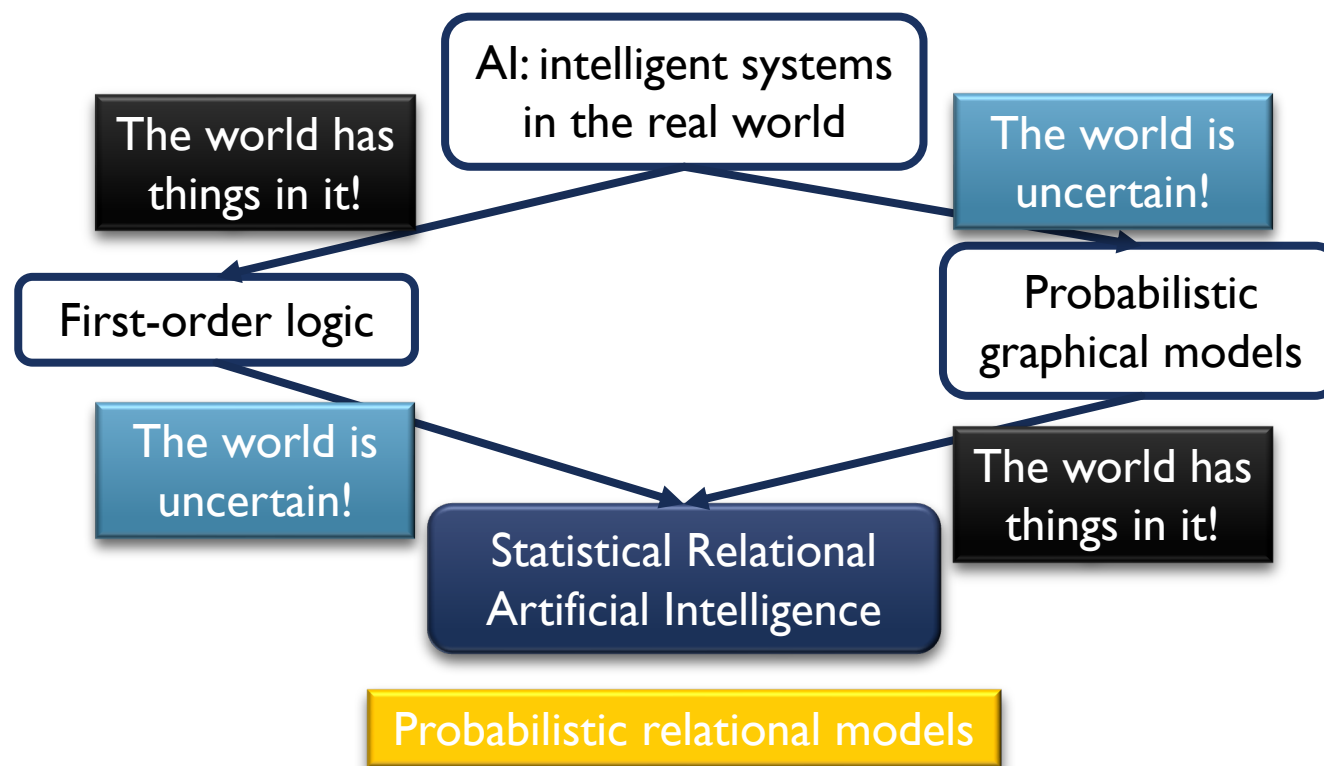 AI: intelligent systems
in the real world
The world has
things in it!
The world is
uncertain!
First-order logic
Probabilistic
graphical models
The world is
uncertain!
The world has
things in it!
Statistical Relational
Artificial Intelligence
Probabilistic relational models